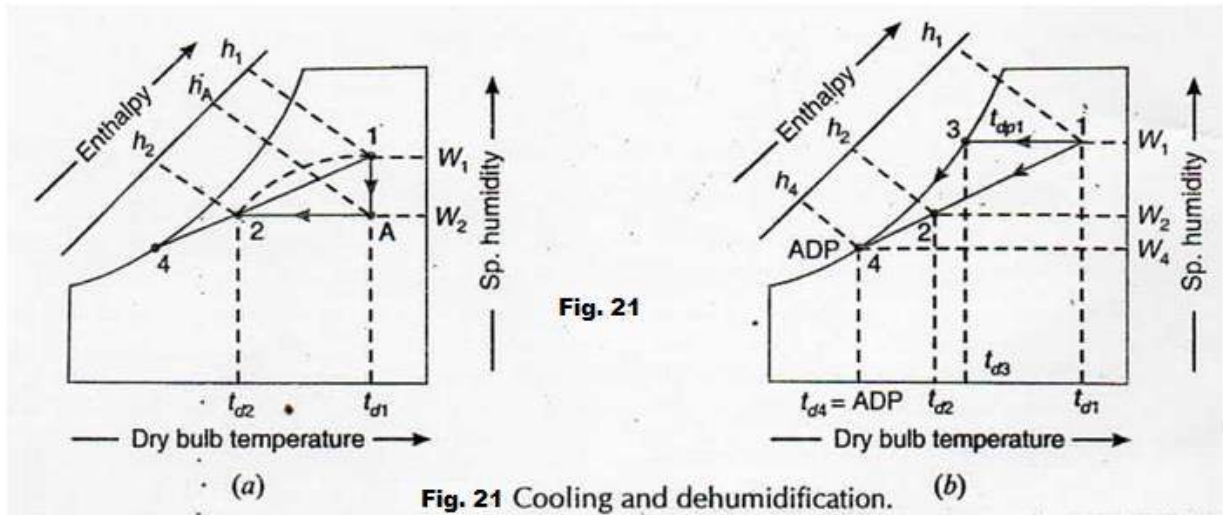 Enthalpy
h1
hA
h2
1
W1
2
A
W2
4
Sp. humidity
td2
td1
Dry bulb temperature
(a)
Fig. 21
Enthalpy
h1
h2
h4
3
tdp1
1
W1
2
W2
ADP
4
W4
Sp. humidity
td3
td4 = ADP
td2
td1
Dry bulb temperature
(b)
Fig. 21 Cooling and dehumidification.